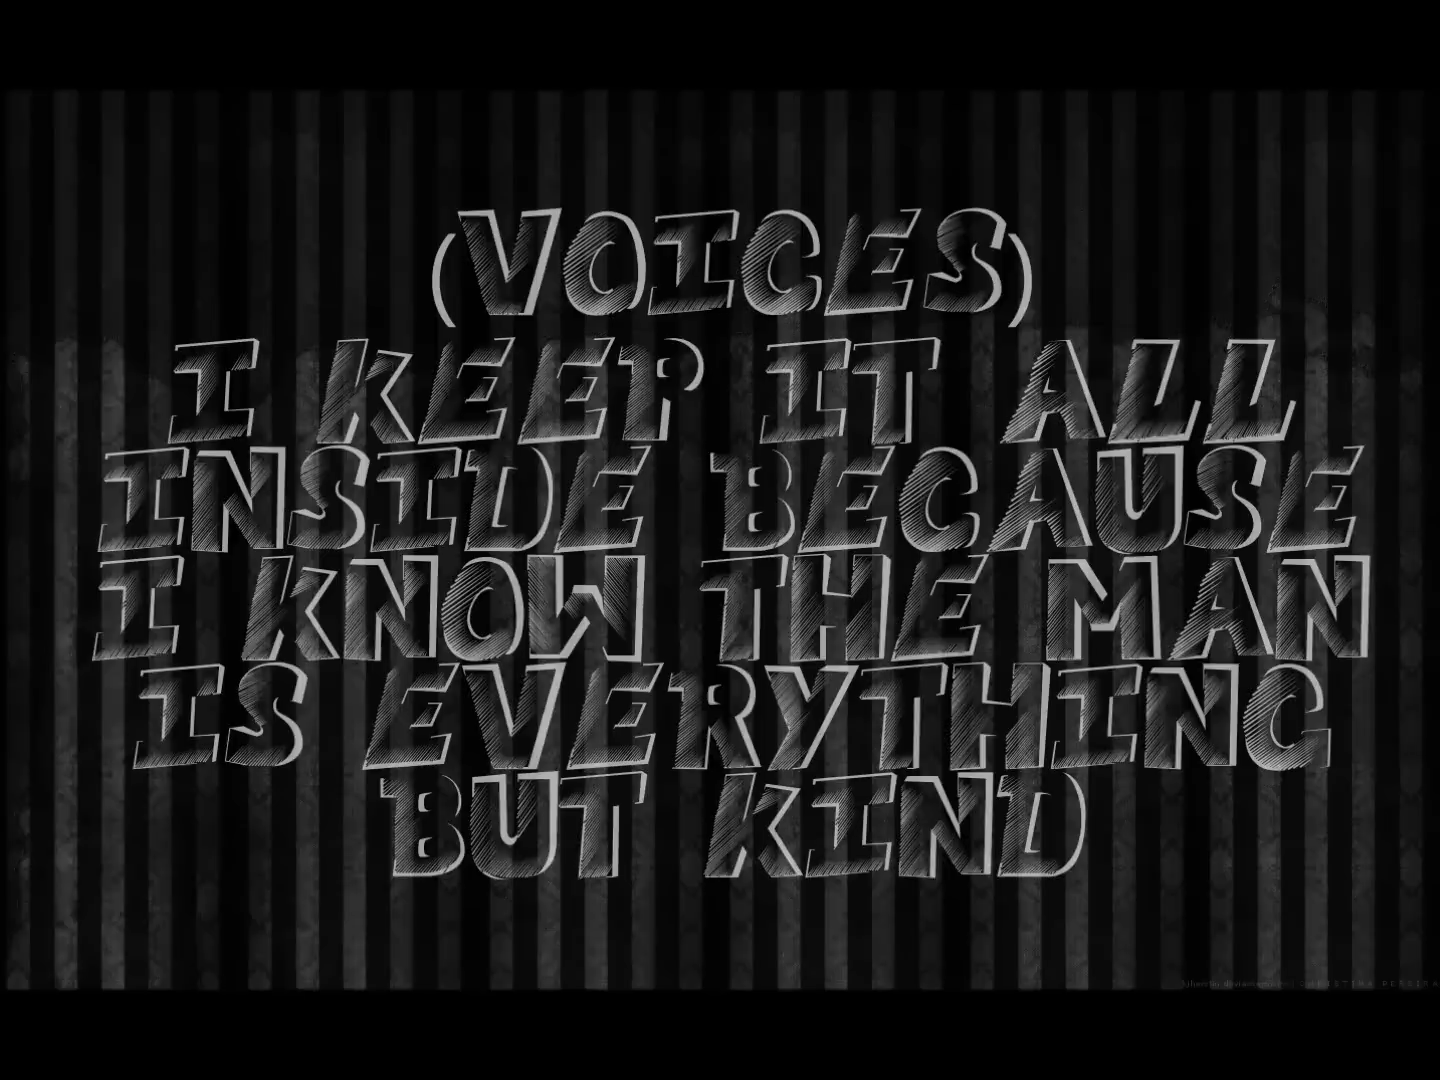 (VOICES)
I KEEP IT ALL
INSIDE BECAUSE
I KNOW THE MAN
IS EVERYTHING
BUT KIND